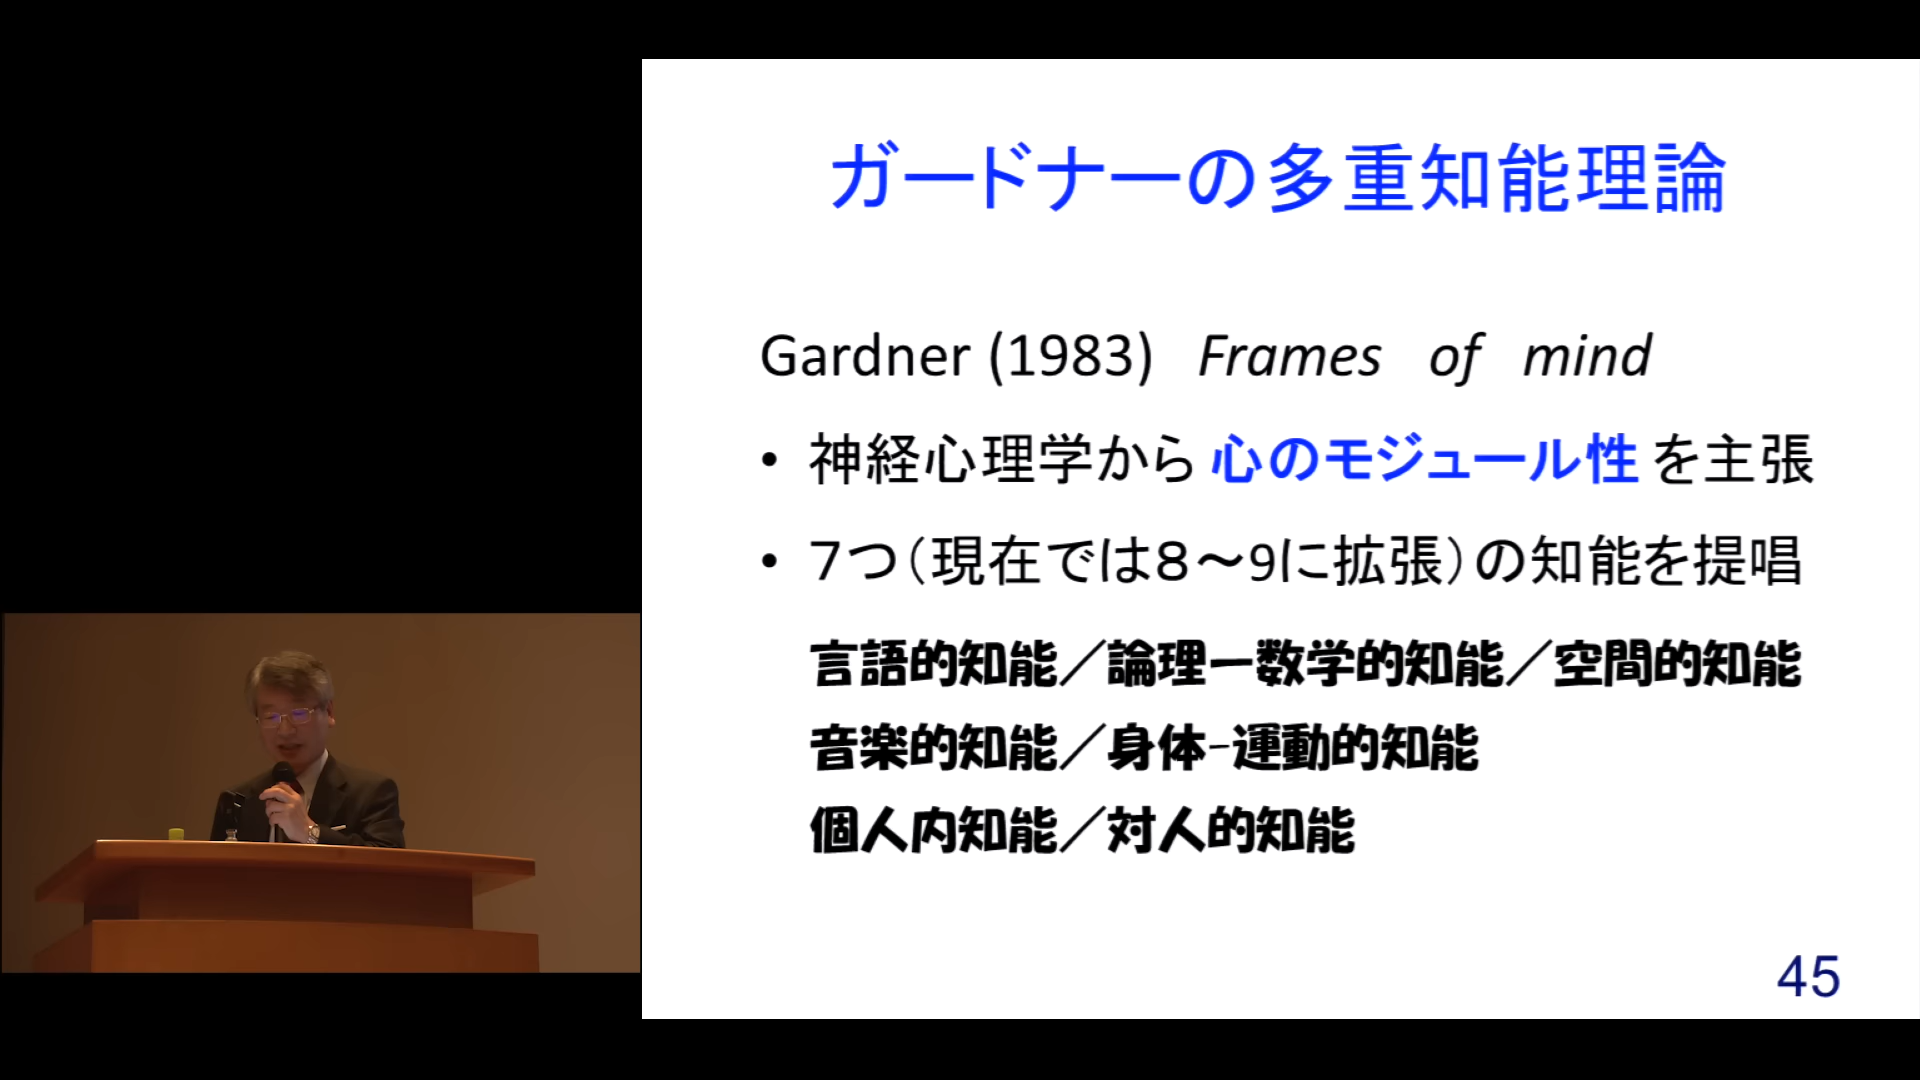 ガードナーの多重知能理論
Gardner (1983) Frames of mind
• 神経心理学から 心のモジュール性 を主張
• 7つ(現在では8～9に拡張)の知能を提唱
言語的知能／論理ー数学的知能／空間的知能
音楽的知能／身体-運動的知能
個人内知能／対人的知能
45